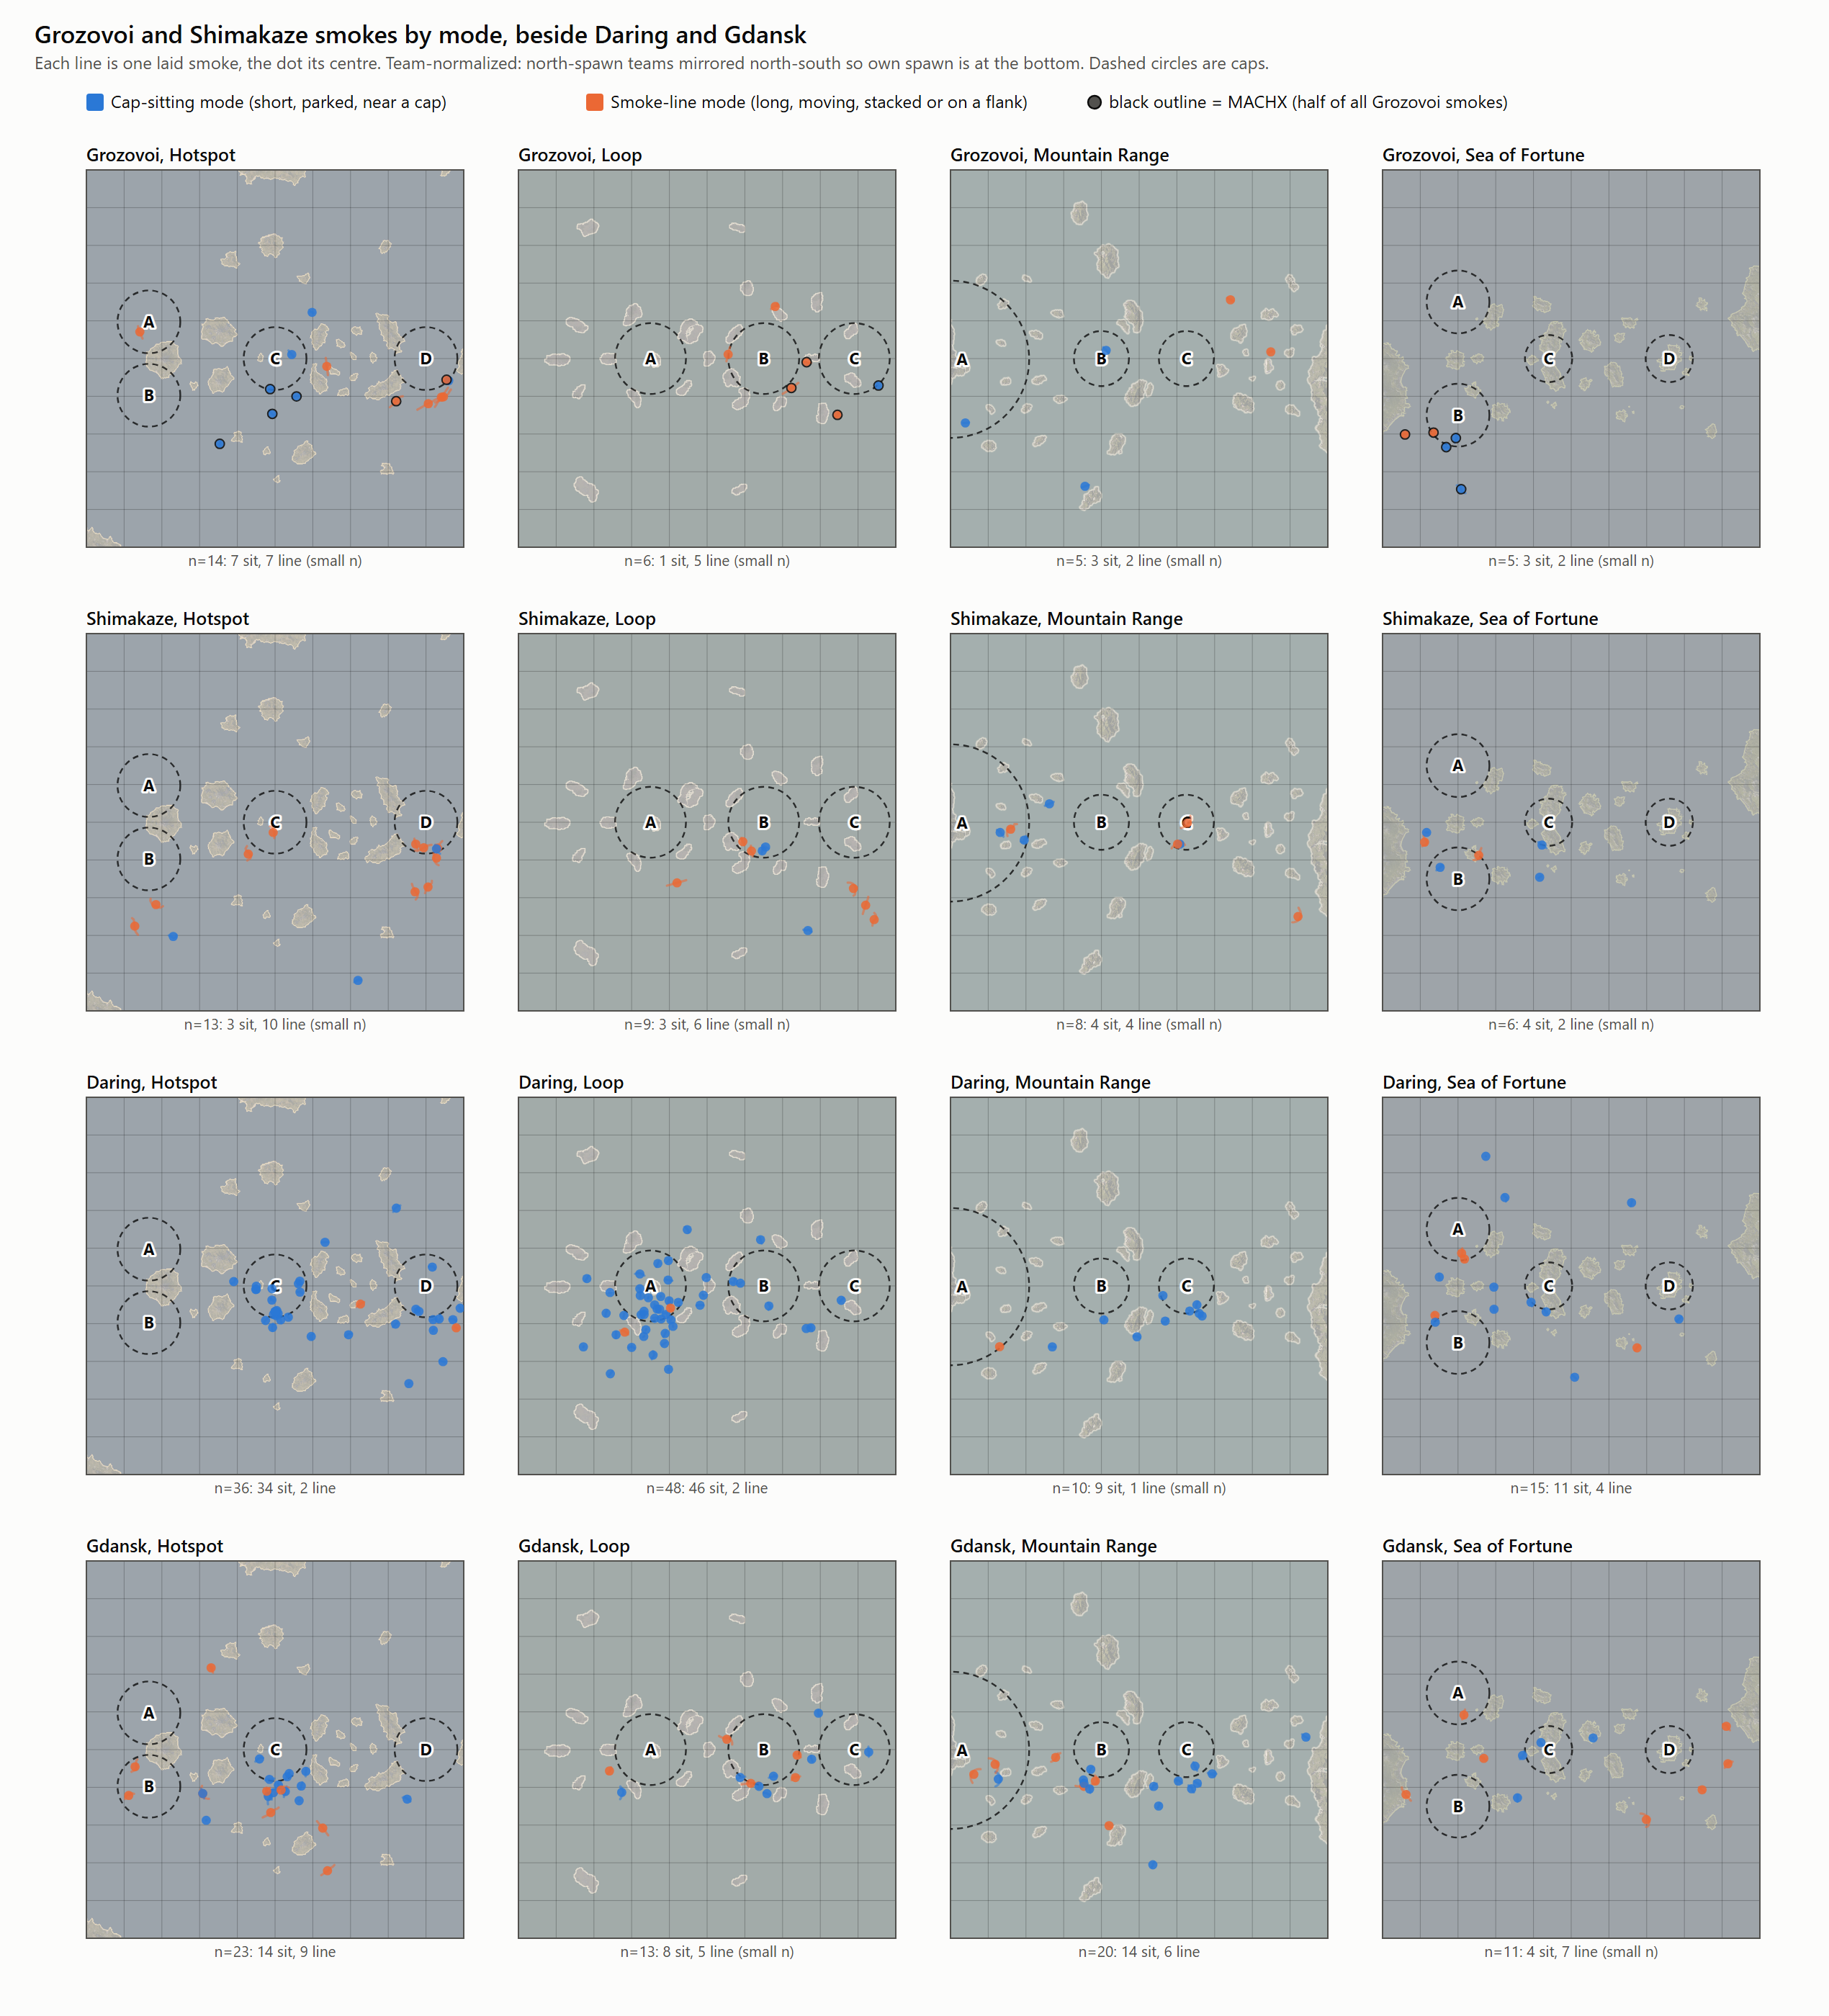 Grozovoi and Shimakaze smokes by mode, beside Daring and Gdansk
Each line is one laid smoke, the dot its centre. Team-normalized: north-spawn teams mirrored north-south so own spawn is at the bottom. Dashed circles are caps.
Cap-sitting mode (short, parked, near a cap)
Smoke-line mode (long, moving, stacked or on a flank)
black outline = MACHX (half of all Grozovoi smokes)
Grozovoi, Hotspot
A
B
C
D
n=14: 7 sit, 7 line (small n)
Grozovoi, Loop
A
B
C
n=6: 1 sit, 5 line (small n)
Grozovoi, Mountain Range
A
B
C
n=5: 3 sit, 2 line (small n)
Grozovoi, Sea of Fortune
A
B
C
D
n=5: 3 sit, 2 line (small n)
Shimakaze, Hotspot
A
B
C
D
n=13: 3 sit, 10 line (small n)
Shimakaze, Loop
A
B
C
n=9: 3 sit, 6 line (small n)
Shimakaze, Mountain Range
A
B
C
n=8: 4 sit, 4 line (small n)
Shimakaze, Sea of Fortune
A
B
C
D
n=6: 4 sit, 2 line (small n)
Daring, Hotspot
A
B
C
D
n=36: 34 sit, 2 line
Daring, Loop
A
B
C
n=48: 46 sit, 2 line
Daring, Mountain Range
A
B
C
n=10: 9 sit, 1 line (small n)
Daring, Sea of Fortune
A
B
C
D
n=15: 11 sit, 4 line
Gdansk, Hotspot
A
B
C
D
n=23: 14 sit, 9 line
Gdansk, Loop
A
B
C
n=13: 8 sit, 5 line (small n)
Gdansk, Mountain Range
A
B
C
n=20: 14 sit, 6 line
Gdansk, Sea of Fortune
A
B
C
D
n=11: 4 sit, 7 line (small n)